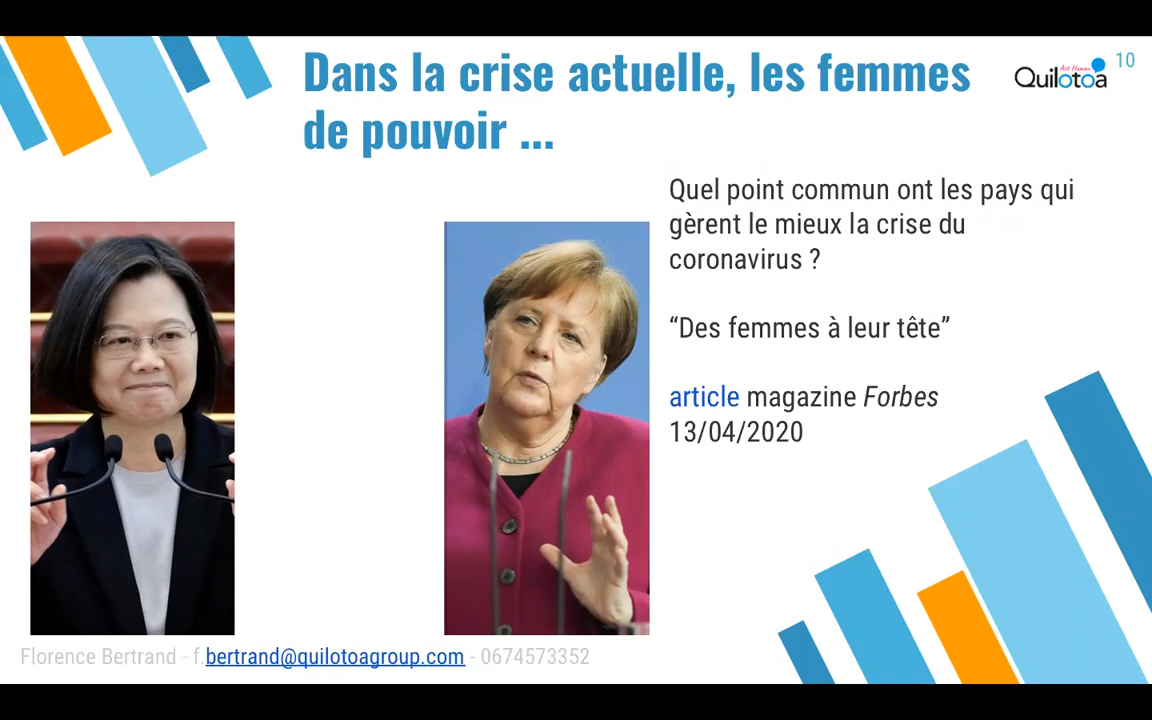 Dans la crise actuelle, les femmes
de pouvoir ...
Act Human
Quilotoa
10
Quel point commun ont les pays qui
gèrent le mieux la crise du
coronavirus ?
“Des femmes à leur tête”
article magazine Forbes
13/04/2020
Florence Bertrand - f.bertrand@quilotoagroup.com - 0674573352